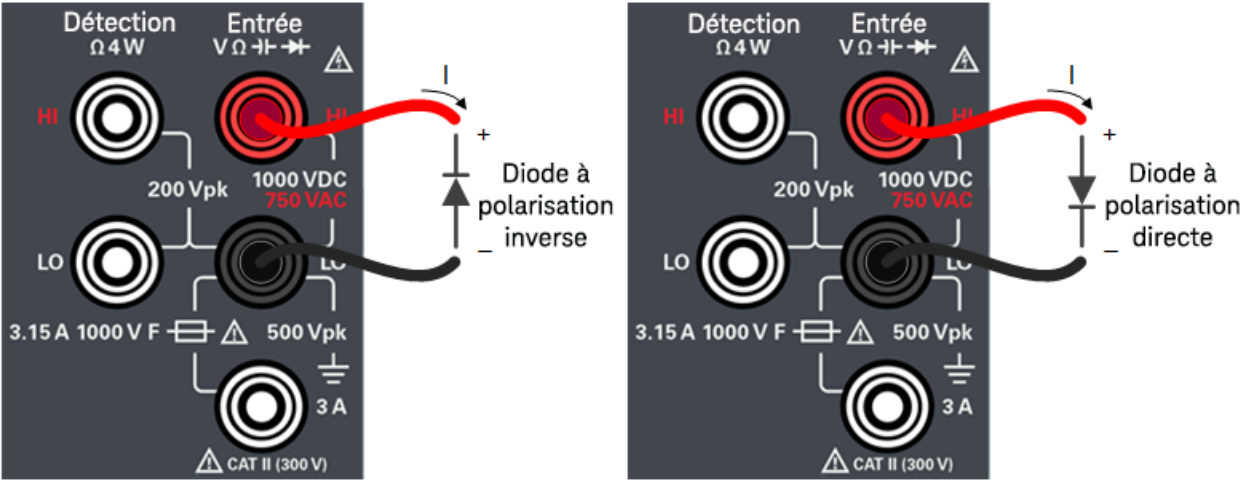 Détection
Ω 4 W
Entrée
V Ω
HI
HI
I
+
200 Vpk
1000 VDC
750 VAC
Diode à
polarisation
inverse
LO
LO
–
3.15 A 1000 V F
500 Vpk
3 A
CAT II (300 V)
Détection
Ω 4 W
Entrée
V Ω
HI
HI
I
+
200 Vpk
1000 VDC
750 VAC
Diode à
polarisation
directe
LO
LO
–
3.15 A 1000 V F
500 Vpk
3 A
CAT II (300 V)